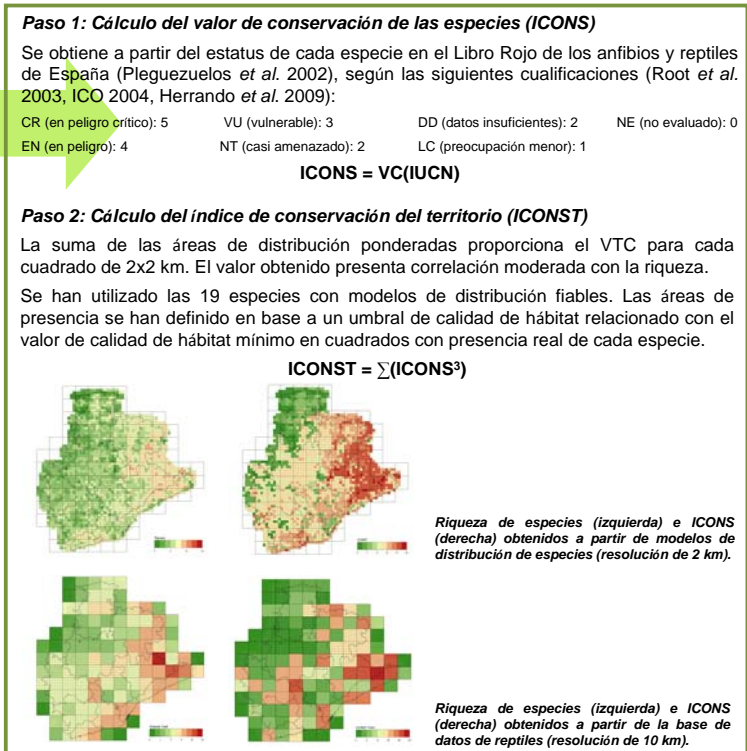 Paso 1: Cálculo del valor de conservación de las especies (ICONS)
Se obtiene a partir del estatus de cada especie en el Libro Rojo de los anfibios y reptiles
de España (Pleguezuelos et al. 2002), según las siguientes cualificaciones (Root et al.
2003, ICO 2004, Herrando et al. 2009):
CR (en peligro crítico): 5 VU (vulnerable): 3 DD (datos insuficientes): 2 NE (no evaluado): 0
EN (en peligro): 4 NT (casi amenazado): 2 LC (preocupación menor): 1
ICONS = VC(IUCN)
Paso 2: Cálculo del índice de conservación del territorio (ICONST)
La suma de las áreas de distribución ponderadas proporciona el VTC para cada
cuadrado de 2x2 km. El valor obtenido presenta correlación moderada con la riqueza.
Se han utilizado las 19 especies con modelos de distribución fiables. Las áreas de
presencia se han definido en base a un umbral de calidad de hábitat relacionado con el
valor de calidad de hábitat mínimo en cuadrados con presencia real de cada especie.
ICONST = ∑(ICONS³)
Riqueza de especies (izquierda) e ICONS
(derecha) obtenidos a partir de modelos de
distribución de especies (resolución de 2 km).
Riqueza de especies (izquierda) e ICONS
(derecha) obtenidos a partir de la base de
datos de reptiles (resolución de 10 km).